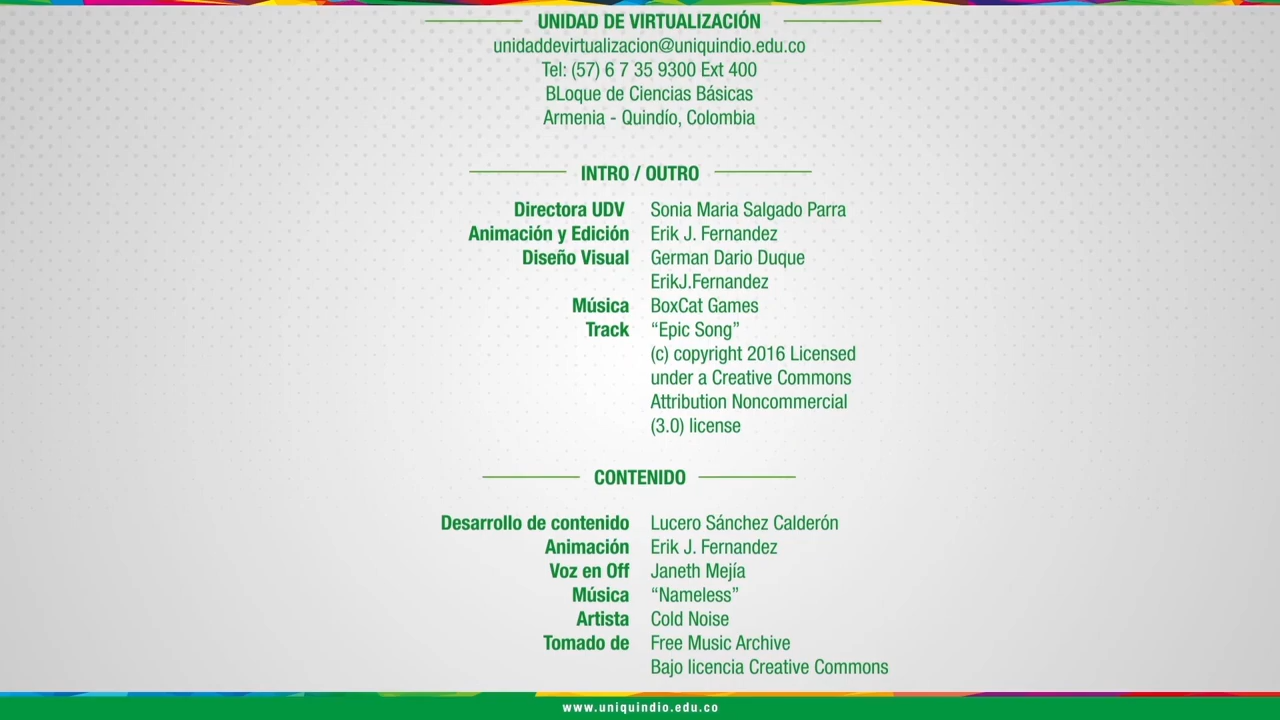 UNIDAD DE VIRTUALIZACIÓN
unidaddevirtualizacion@uniquindio.edu.co
Tel: (57) 6 7 35 9300 Ext 400
BLoque de Ciencias Básicas
Armenia - Quindío, Colombia
INTRO / OUTRO
Directora UDV Sonia Maria Salgado Parra
Animación y Edición Erik J. Fernandez
Diseño Visual German Dario Duque
ErikJ.Fernandez
Música BoxCat Games
Track “Epic Song”
(c) copyright 2016 Licensed
under a Creative Commons
Attribution Noncommercial
(3.0) license
CONTENIDO
Desarrollo de contenido Lucero Sánchez Calderón
Animación Erik J. Fernandez
Voz en Off Janeth Mejía
Música “Nameless”
Artista Cold Noise
Tomado de Free Music Archive
Bajo licencia Creative Commons
www.uniquindio.edu.co